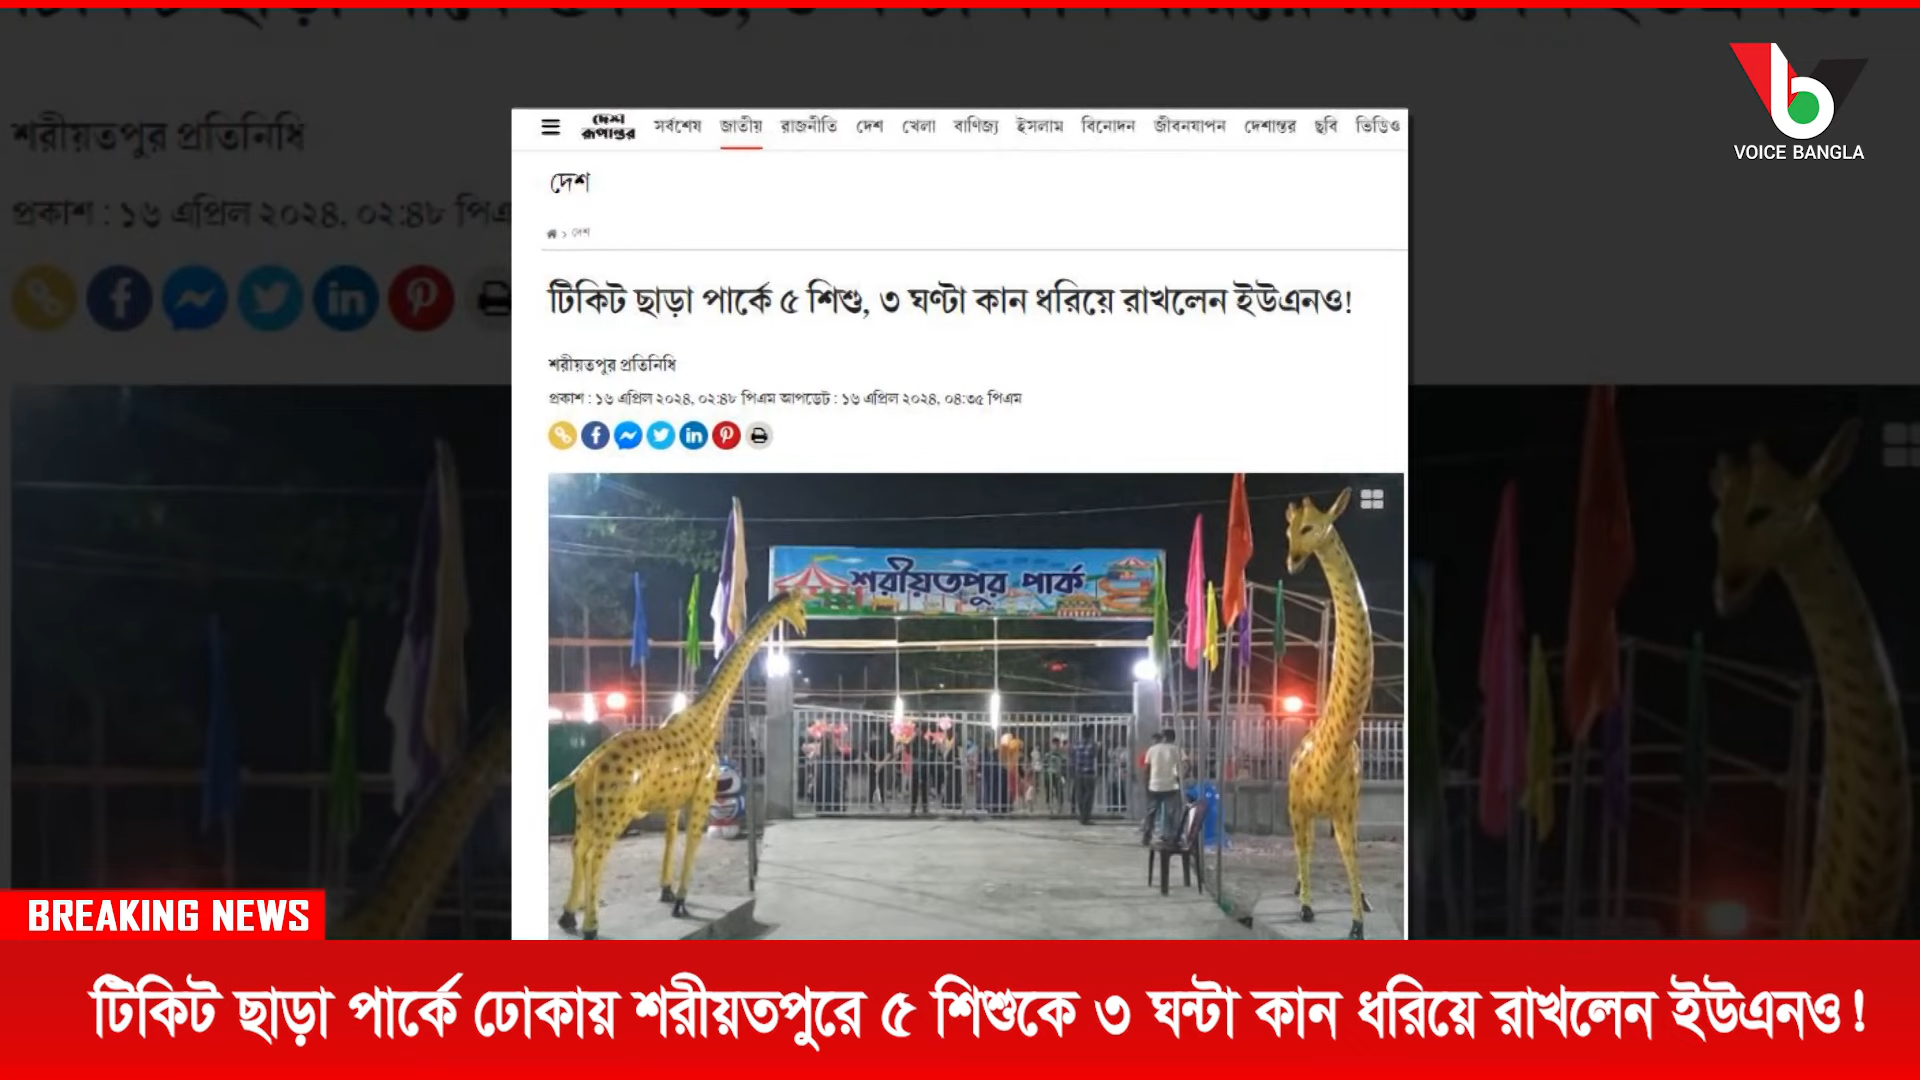 VOICE BANGLA
শরীয়তপুর প্রতিনিধি
প্রকাশ : ১৬ এপ্রিল ২০২৪, ০২:৪৮ পিএ
দেশ রূপান্তর সর্বশেষ জাতীয় রাজনীতি দেশ খেলা বাণিজ্য ইসলাম বিনোদন জীবনযাপন দেশান্তর ছবি ভিডিও
দেশ
› দেশ
টিকিট ছাড়া পার্কে ৫ শিশু, ৩ ঘণ্টা কান ধরিয়ে রাখলেন ইউএনও!
শরীয়তপুর প্রতিনিধি
প্রকাশ : ১৬ এপ্রিল ২০২৪, ০২:৪৮ পিএম আপডেট : ১৬ এপ্রিল ২০২৪, ০৪:৩৫ পিএম
শরীয়তপুর পার্ক
BREAKING NEWS
টিকিট ছাড়া পার্কে ঢোকায় শরীয়তপুরে ৫ শিশুকে ৩ ঘন্টা কান ধরিয়ে রাখলেন ইউএনও!